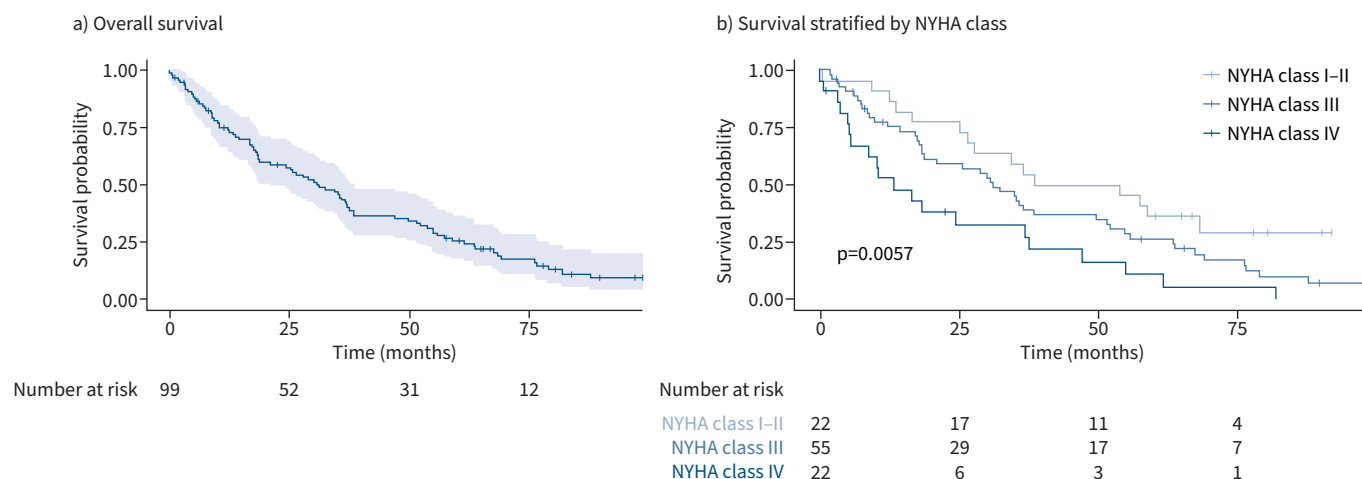 a) Overall survival
1.00
0.75
0.50
0.25
0.00
Survival probability
0 25 50 75
Time (months)
Number at risk 99 52 31 12
b) Survival stratified by NYHA class
1.00
0.75
0.50
0.25
0.00
Survival probability
NYHA class I–II
NYHA class III
NYHA class IV
p=0.0057
0 25 50 75
Time (months)
Number at risk
NYHA class I–II 22 17 11 4
NYHA class III 55 29 17 7
NYHA class IV 22 6 3 1